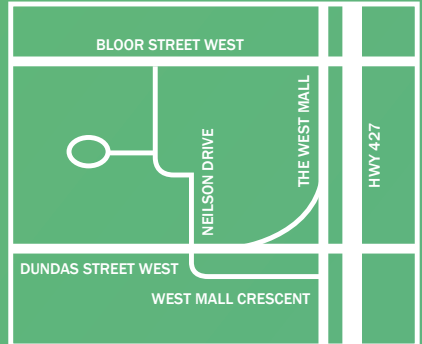 BLOOR STREET WEST
THE WEST MALL
HWY 427
NEILSON DRIVE
DUNDAS STREET WEST
WEST MALL CRESCENT